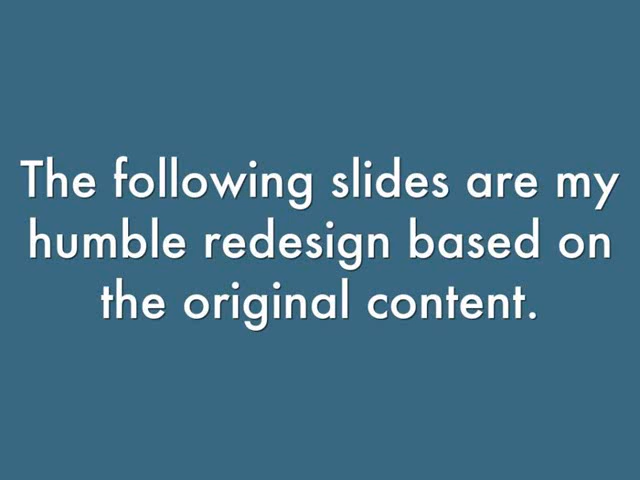 The following slides are my
humble redesign based on
the original content.